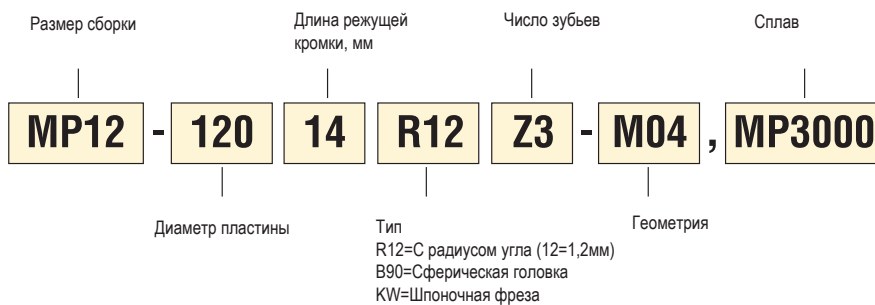 Размер сборки
Длина режущей
кромки, мм
Число зубьев
Сплав
MP12 - 120 14 R12 Z3 - M04 , MP3000
Диаметр пластины
Тип
R12=С радиусом угла (12=1,2мм)
B90=Сферическая головка
KW=Шпоночная фреза
Геометрия